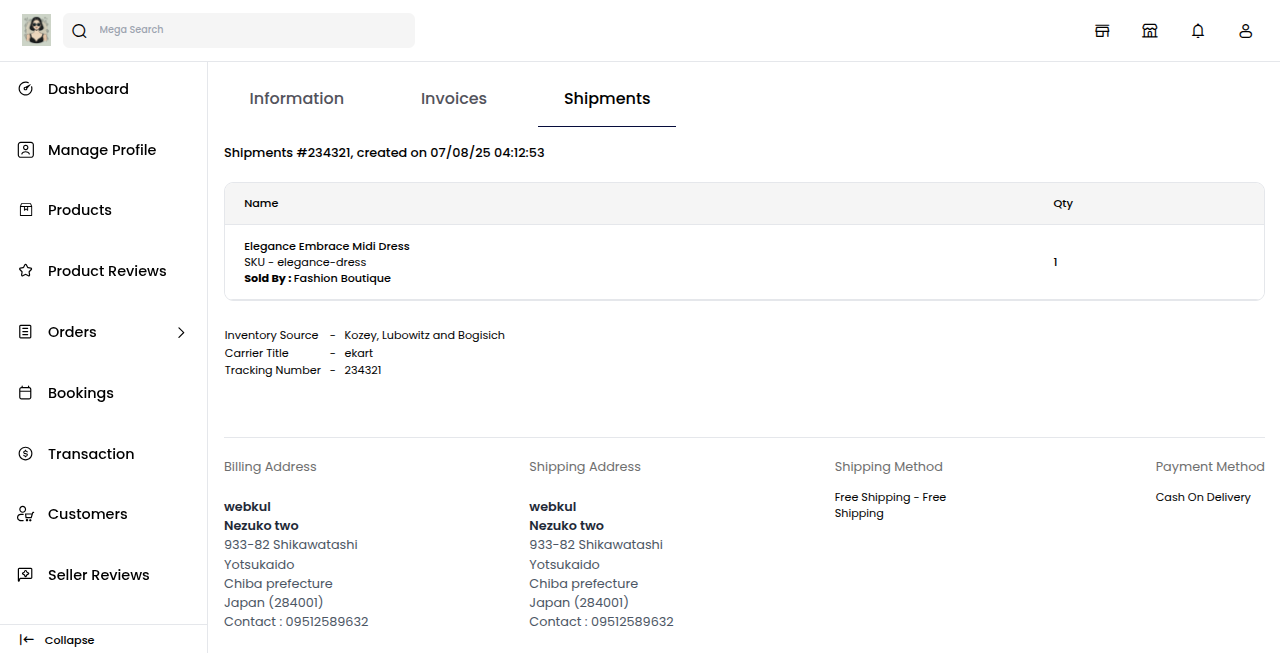 Mega Search
Dashboard
Manage Profile
Products
Product Reviews
Orders
Bookings
Transaction
Customers
Seller Reviews
Collapse
Information Invoices Shipments
Shipments #234321, created on 07/08/25 04:12:53
Name Qty
Elegance Embrace Midi Dress
SKU - elegance-dress
Sold By : Fashion Boutique
1
Inventory Source - Kozey, Lubowitz and Bogisich
Carrier Title - ekart
Tracking Number - 234321
Billing Address
webkul
Nezuko two
933-82 Shikawatashi
Yotsukaido
Chiba prefecture
Japan (284001)
Contact : 09512589632
Shipping Address
webkul
Nezuko two
933-82 Shikawatashi
Yotsukaido
Chiba prefecture
Japan (284001)
Contact : 09512589632
Shipping Method
Free Shipping - Free
Shipping
Payment Method
Cash On Delivery